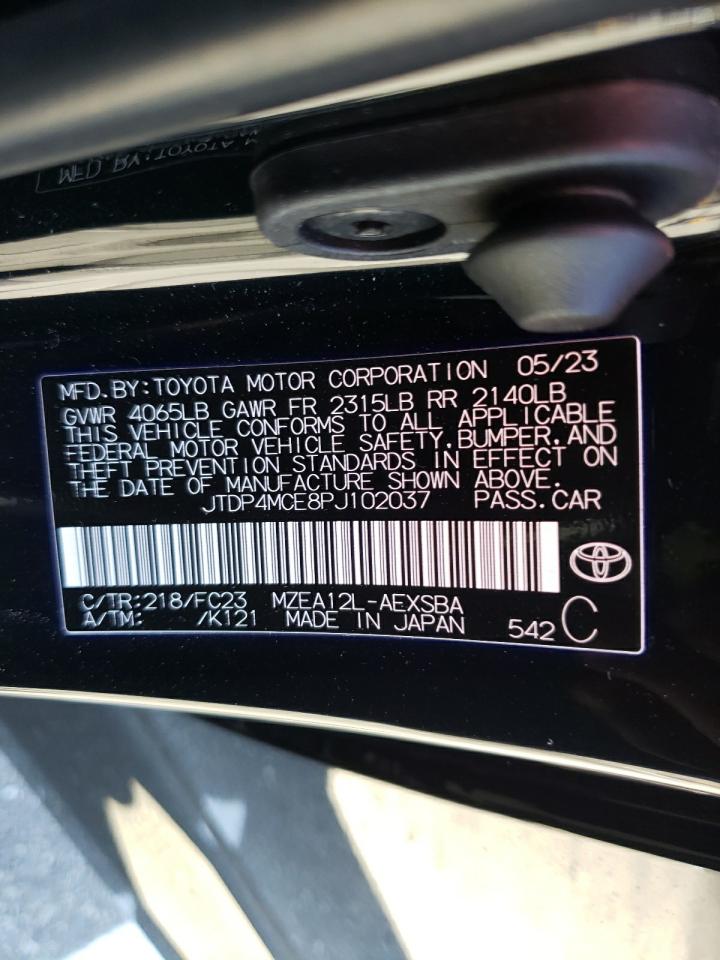 MFD. BY: TOYOTA MOTOR CORPORATION 05/23
GVWR 4065LB GAWR FR 2315LB RR 2140LB
THIS VEHICLE CONFORMS TO ALL APPLICABLE
FEDERAL MOTOR VEHICLE SAFETY, BUMPER, AND
THEFT PREVENTION STANDARDS IN EFFECT ON
THE DATE OF MANUFACTURE SHOWN ABOVE.
JTDP4MCE8PJ102037 PASS. CAR
C/TR: 218/FC23 MZEA12L-AEXSBA
A/TM: /K121 MADE IN JAPAN 542 C